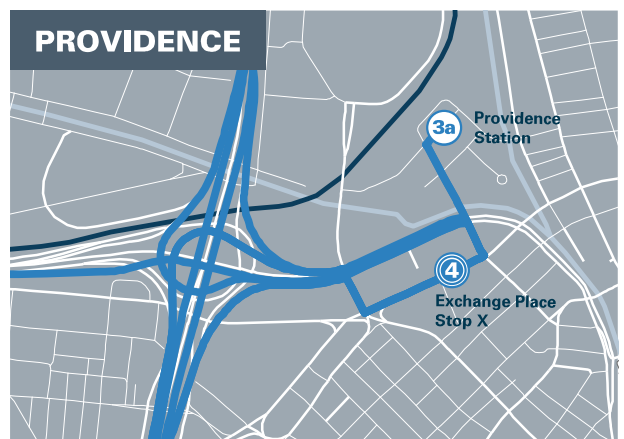 PROVIDENCE
3a
Providence
Station
4
Exchange Place
Stop X